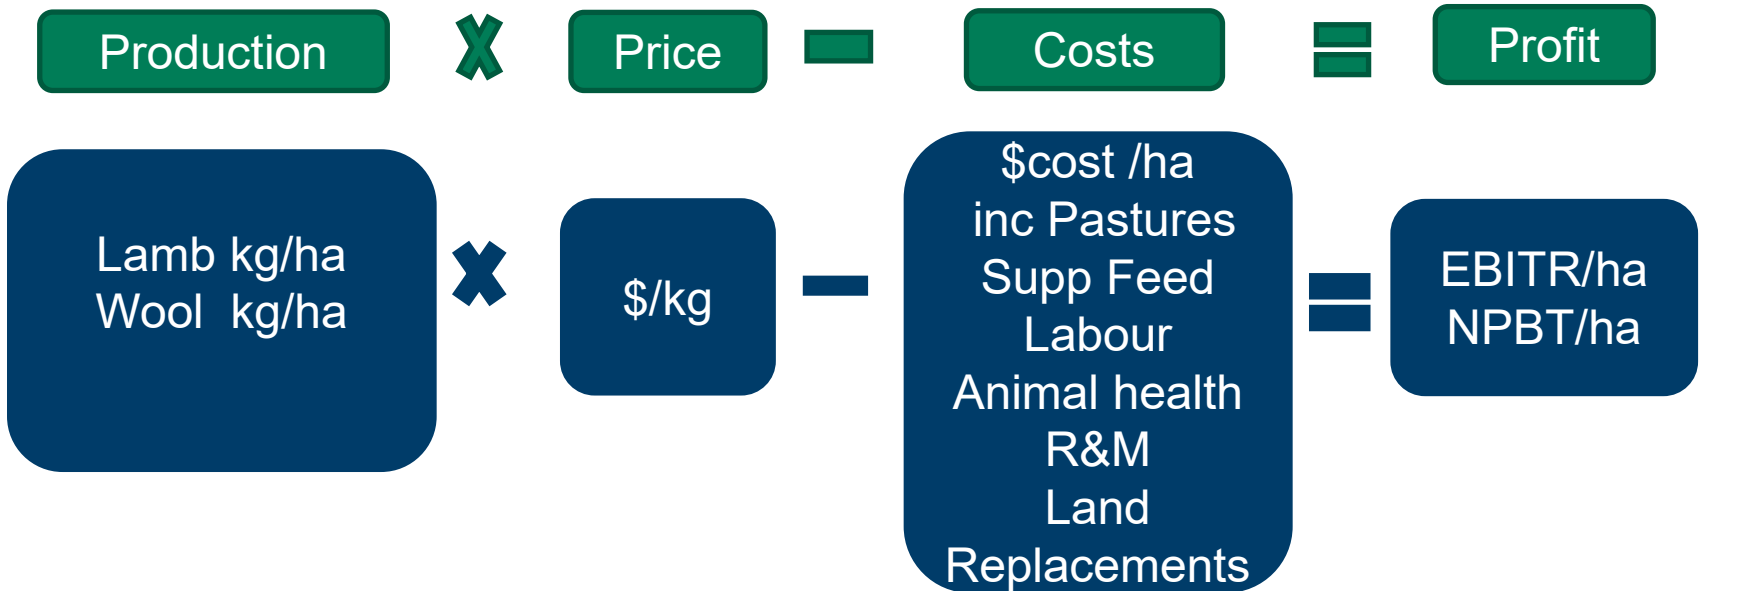 Production
Price
Costs
Profit
Lamb kg/ha
Wool kg/ha
$/kg
$cost /ha
inc Pastures
Supp Feed
Labour
Animal health
R&M
Land
Replacements
EBITR/ha
NPBT/ha